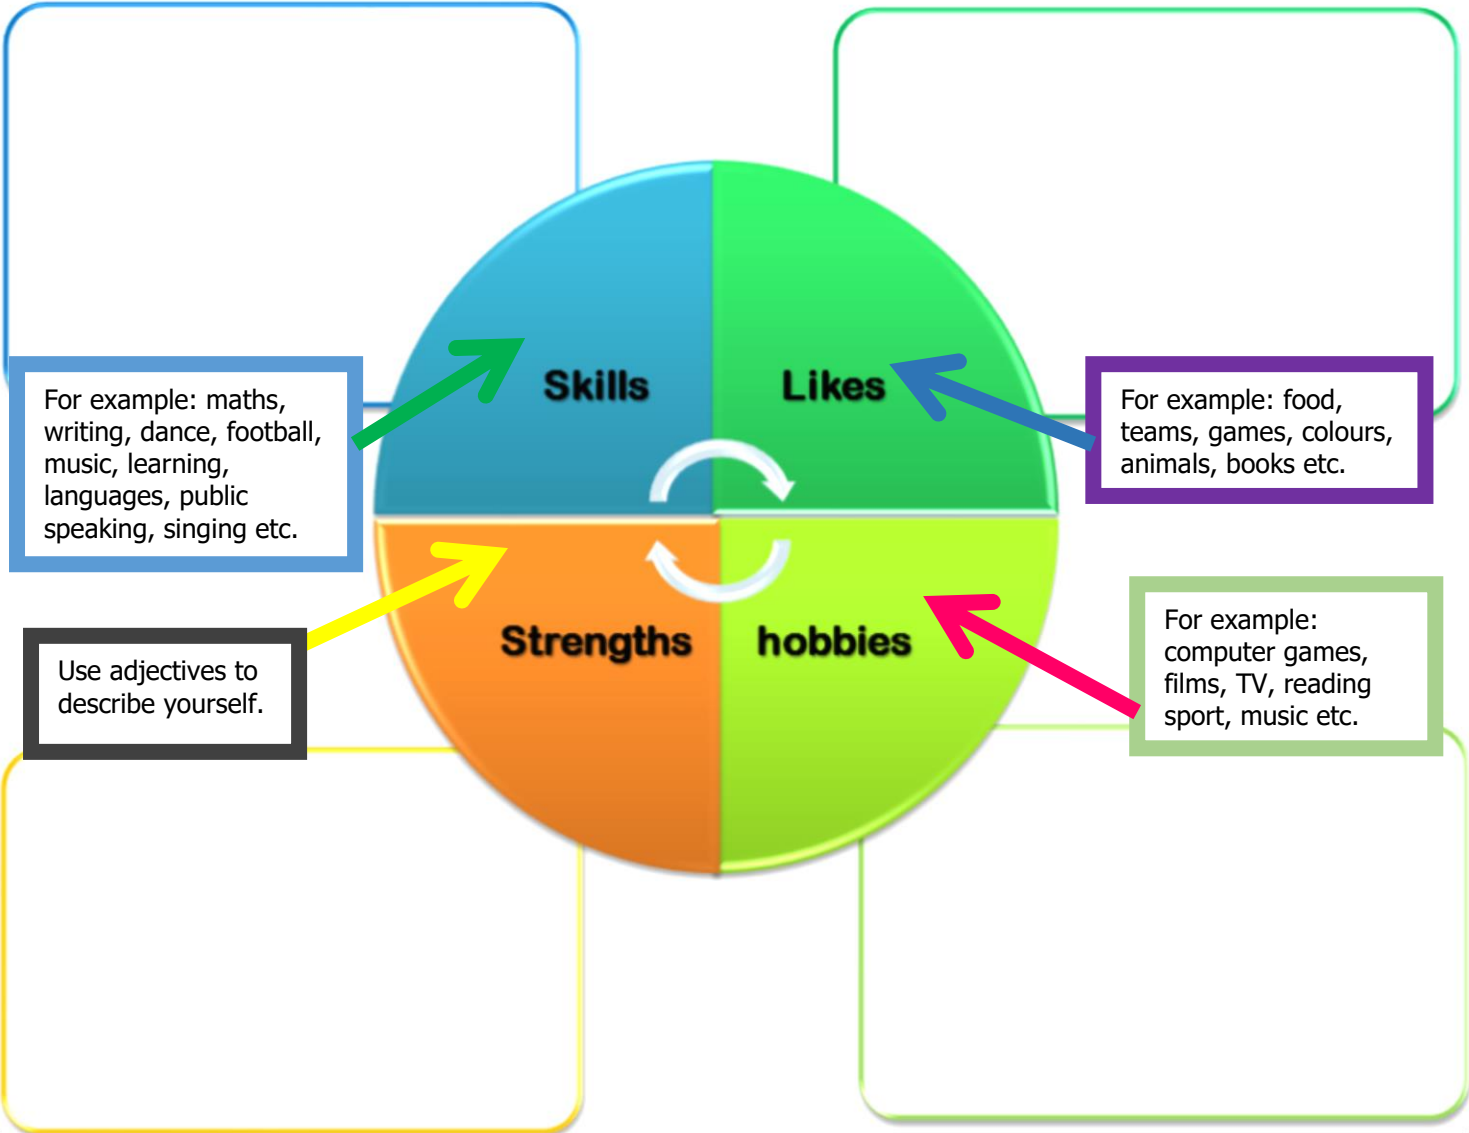 Skills
Likes
For example: maths,
writing, dance, football,
music, learning,
languages, public
speaking, singing etc.
For example: food,
teams, games, colours,
animals, books etc.
Strengths
hobbies
Use adjectives to
describe yourself.
For example:
computer games,
films, TV, reading
sport, music etc.